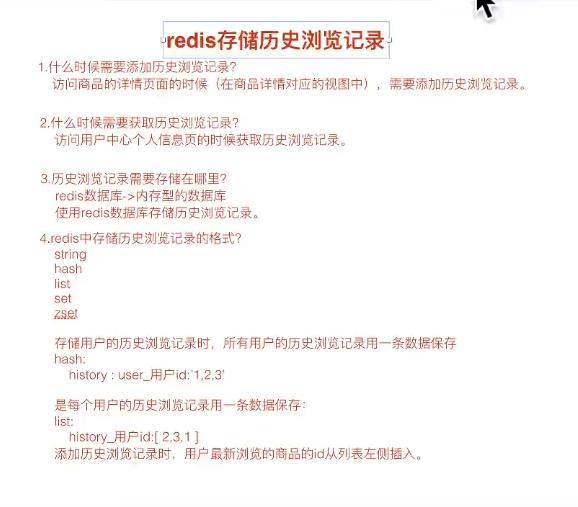 redis存储历史浏览记录
1.什么时候需要添加历史浏览记录?
访问商品的详情页面的时候（在商品详情对应的视图中），需要添加历史浏览记录。
2.什么时候需要获取历史浏览记录?
访问用户中心个人信息页的时候获取历史浏览记录。
3.历史浏览记录需要存储在哪里?
redis数据库->内存型的数据库
使用redis数据库存储历史浏览记录。
4.redis中存储历史浏览记录的格式?
string
hash
list
set
zset
存储用户的历史浏览记录时，所有用户的历史浏览记录用一条数据保存
hash:
history : user_用户id:'1,2,3'
是每个用户的历史浏览记录用一条数据保存：
list:
history_用户id:[ 2,3,1 ]
添加历史浏览记录时，用户最新浏览的商品的id从列表左侧插入。